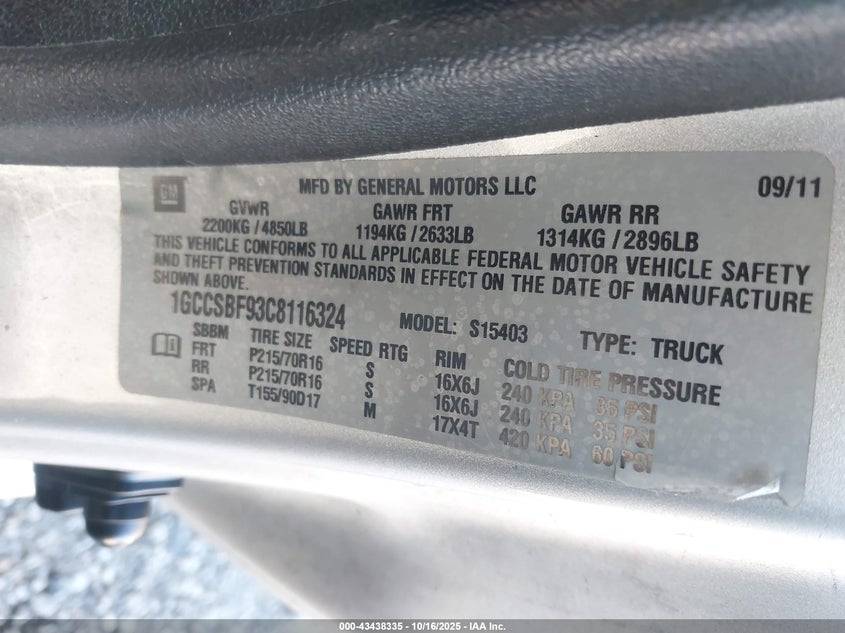 GM MFD BY GENERAL MOTORS LLC 09/11
GVWR GAWR FRT GAWR RR
2200KG / 4850LB 1194KG / 2633LB 1314KG / 2896LB
THIS VEHICLE CONFORMS TO ALL APPLICABLE FEDERAL MOTOR VEHICLE SAFETY
AND THEFT PREVENTION STANDARDS IN EFFECT ON THE DATE OF MANUFACTURE
SHOWN ABOVE.
1GCCSBF93C8116324 MODEL: S15403 TYPE: TRUCK
SBBM TIRE SIZE SPEED RTG RIM COLD TIRE PRESSURE
FRT P215/70R16 S 16X6J 240 KPA 35 PSI
RR P215/70R16 S 16X6J 240 KPA 35 PSI
SPA T155/90D17 M 17X4T 420 KPA 60 PSI
000-43438335 - 10/16/2025 - IAA Inc.